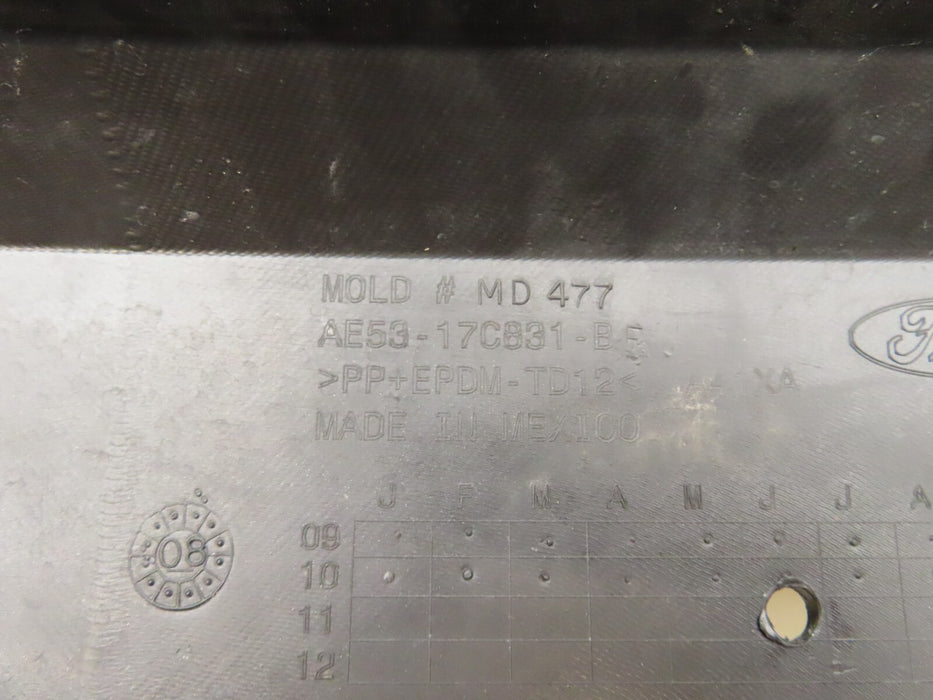 MOLD # MD 477
AE53-17C831-B
>PP+EPDM-TD12<
MADE IN MEXICO
J F M A M J J A
09
08
10
11
12